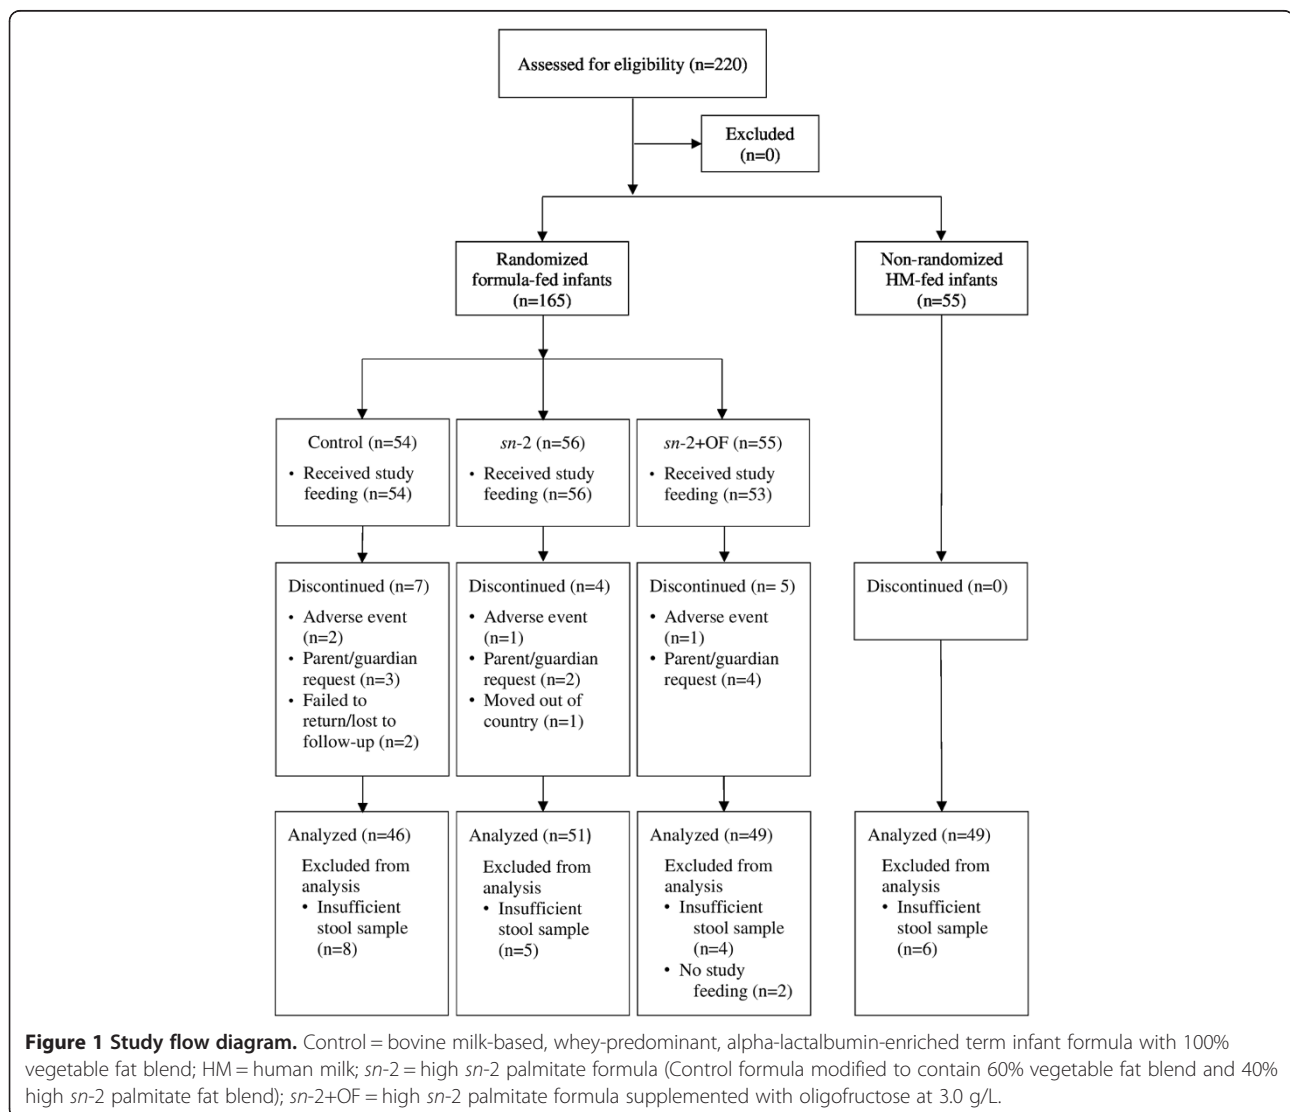 Assessed for eligibility (n=220)
Excluded
(n=0)
Randomized
formula-fed infants
(n=165)
Non-randomized
HM-fed infants
(n=55)
Control (n=54)
• Received study
feeding (n=54)
sn-2 (n=56)
• Received study
feeding (n=56)
sn-2+OF (n=55)
• Received study
feeding (n=53)
Discontinued (n=7)
• Adverse event
(n=2)
• Parent/guardian
request (n=3)
• Failed to
return/lost to
follow-up (n=2)
Discontinued (n=4)
• Adverse event
(n=1)
• Parent/guardian
request (n=2)
• Moved out of
country (n=1)
Discontinued (n= 5)
• Adverse event
(n=1)
• Parent/guardian
request (n=4)
Discontinued (n=0)
Analyzed (n=46)
Excluded from
analysis
• Insufficient
stool sample
(n=8)
Analyzed (n=51)
Excluded from
analysis
• Insufficient
stool sample
(n=5)
Analyzed (n=49)
Excluded from
analysis
• Insufficient
stool sample
(n=4)
• No study
feeding (n=2)
Analyzed (n=49)
Excluded from
analysis
• Insufficient
stool sample
(n=6)
Figure 1 Study flow diagram. Control = bovine milk-based, whey-predominant, alpha-lactalbumin-enriched term infant formula with 100%
vegetable fat blend; HM = human milk; sn-2 = high sn-2 palmitate formula (Control formula modified to contain 60% vegetable fat blend and 40%
high sn-2 palmitate fat blend); sn-2+OF = high sn-2 palmitate formula supplemented with oligofructose at 3.0 g/L.